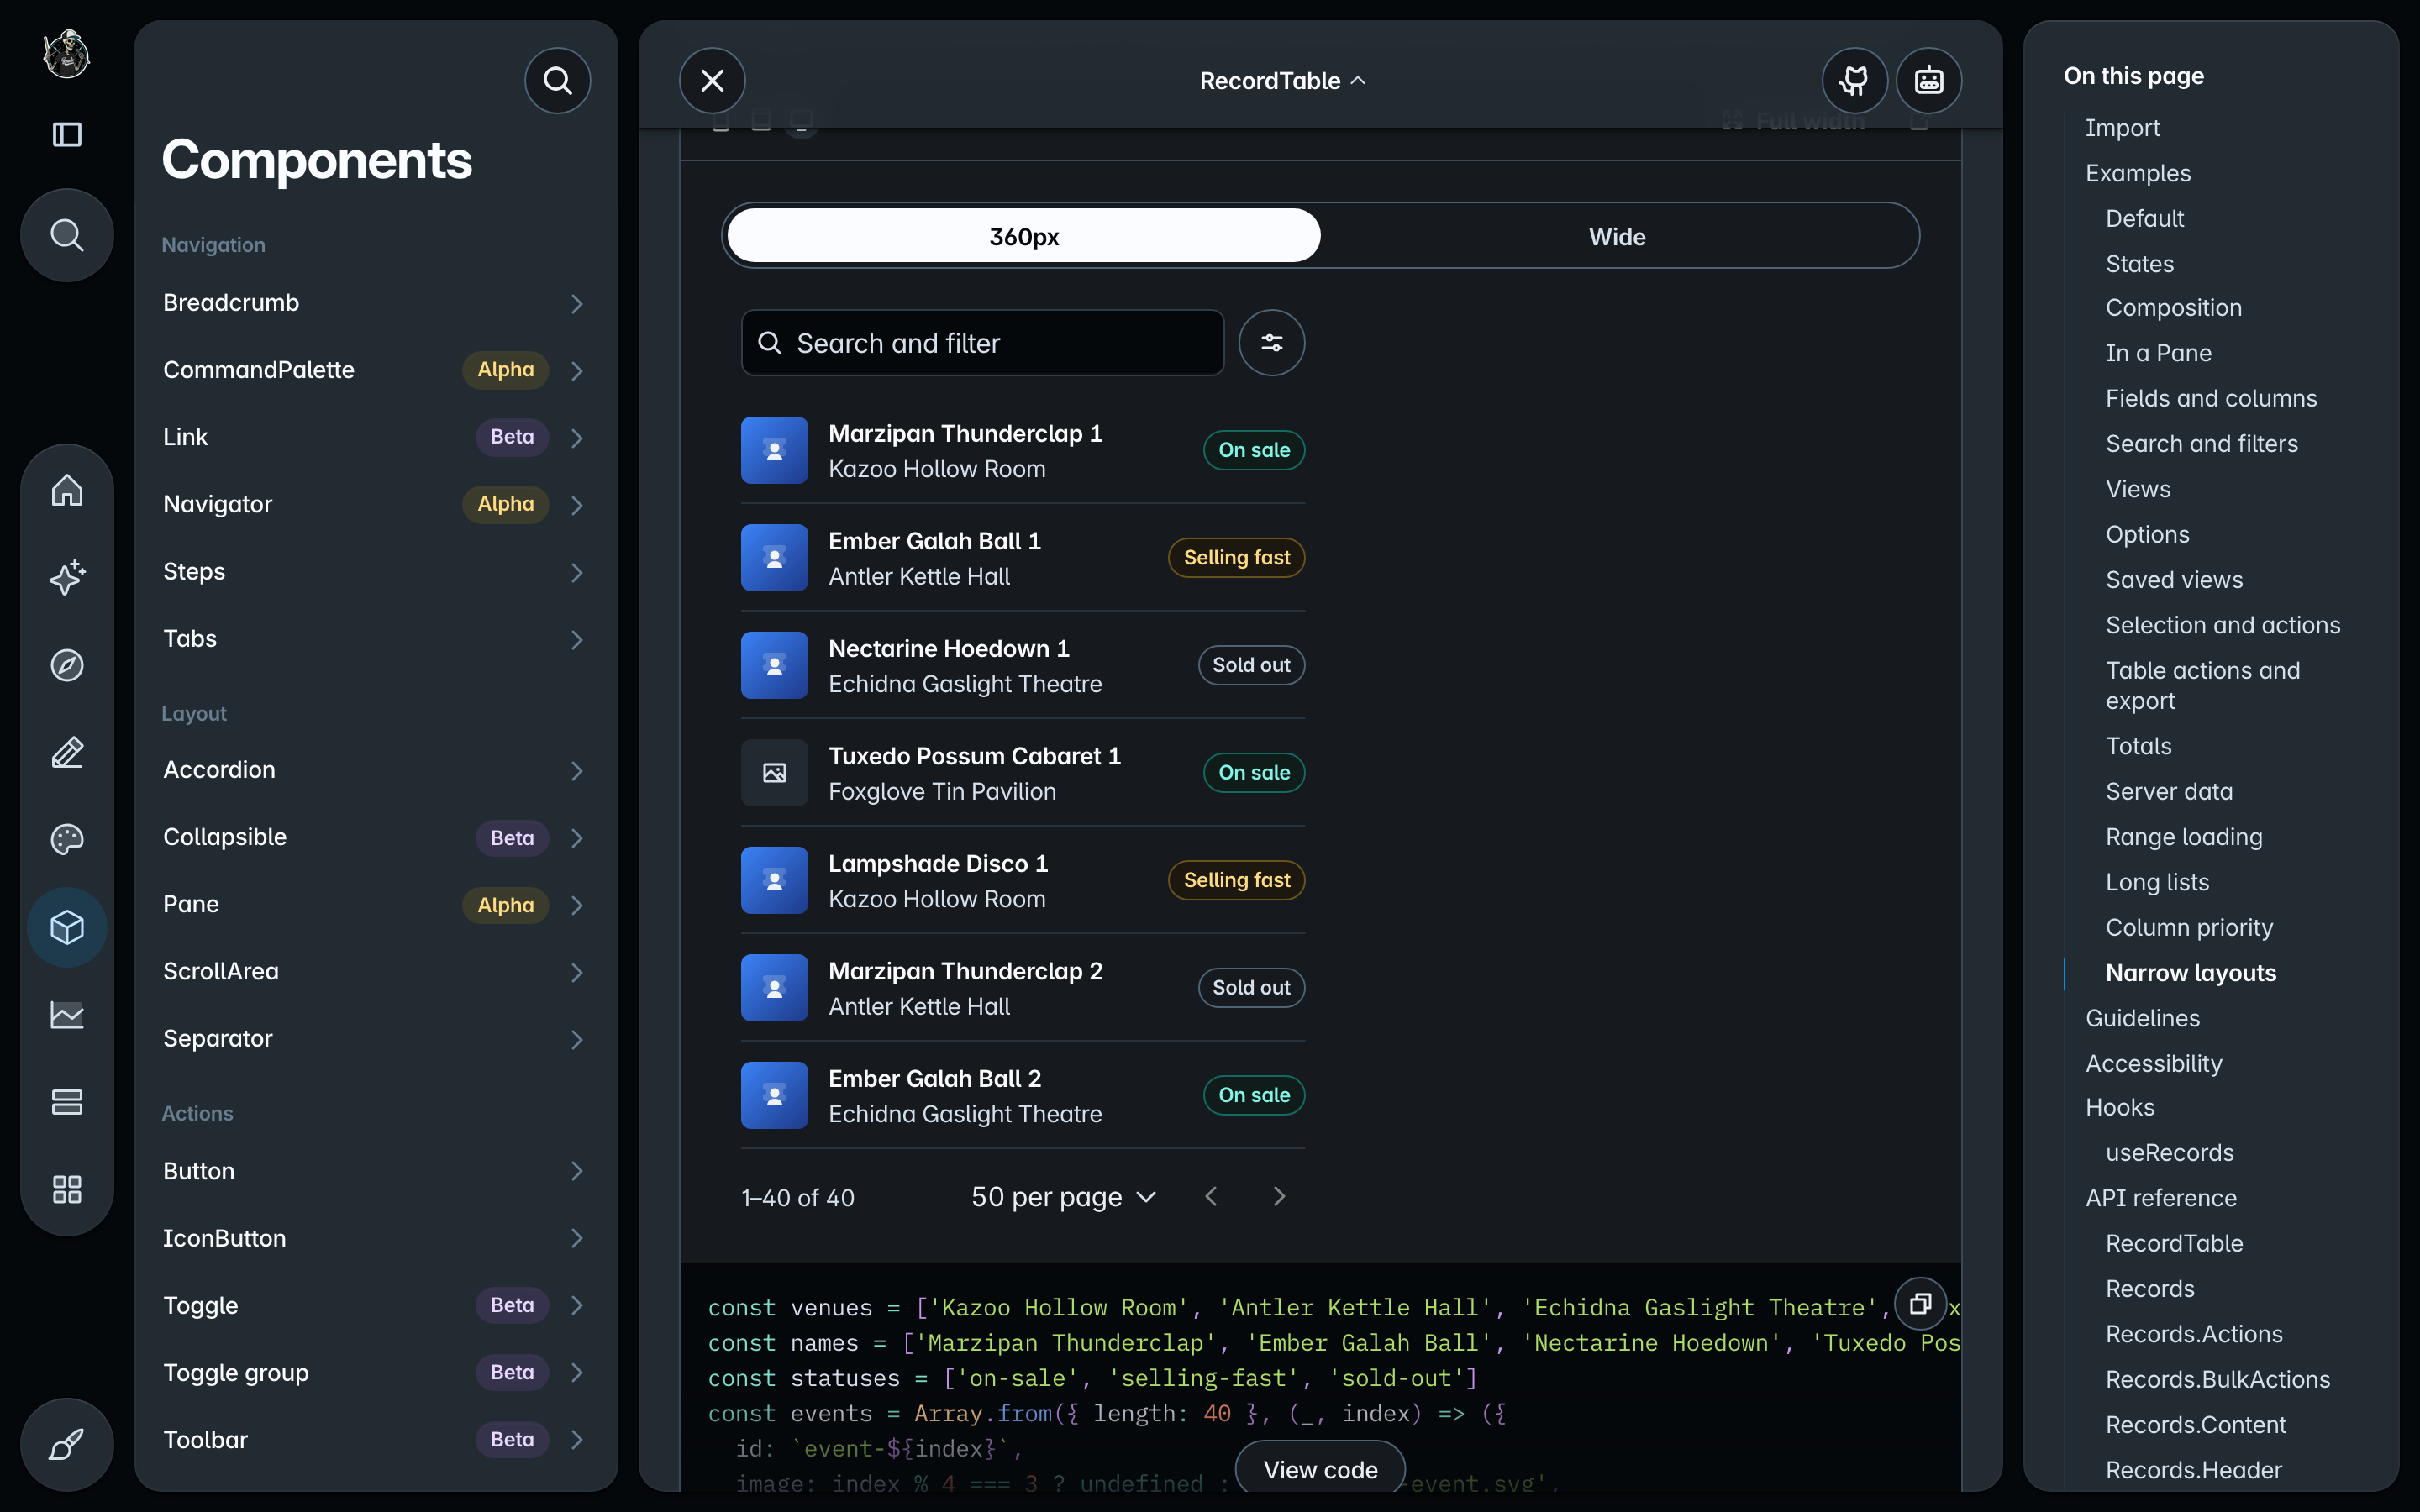 Components
Navigation
Breadcrumb
CommandPalette Alpha
Link Beta
Navigator Alpha
Steps
Tabs
Layout
Accordion
Collapsible Beta
Pane Alpha
ScrollArea
Separator
Actions
Button
IconButton
Toggle Beta
Toggle group Beta
Toolbar Beta
RecordTable
Full width
360px Wide
Search and filter
Marzipan Thunderclap 1
Kazoo Hollow Room
On sale
Ember Galah Ball 1
Antler Kettle Hall
Selling fast
Nectarine Hoedown 1
Echidna Gaslight Theatre
Sold out
Tuxedo Possum Cabaret 1
Foxglove Tin Pavilion
On sale
Lampshade Disco 1
Kazoo Hollow Room
Selling fast
Marzipan Thunderclap 2
Antler Kettle Hall
Sold out
Ember Galah Ball 2
Echidna Gaslight Theatre
On sale
1–40 of 40 50 per page
const venues = ['Kazoo Hollow Room', 'Antler Kettle Hall', 'Echidna Gaslight Theatre',
const names = ['Marzipan Thunderclap', 'Ember Galah Ball', 'Nectarine Hoedown', 'Tuxedo Pos
const statuses = ['on-sale', 'selling-fast', 'sold-out']
const events = Array.from({ length: 40 }, (_, index) => ({
id: `event-${index}`,
image: index % 4 === 3 ? undefined : -event.svg',
View code
On this page
Import
Examples
Default
States
Composition
In a Pane
Fields and columns
Search and filters
Views
Options
Saved views
Selection and actions
Table actions and
export
Totals
Server data
Range loading
Long lists
Column priority
Narrow layouts
Guidelines
Accessibility
Hooks
useRecords
API reference
RecordTable
Records
Records.Actions
Records.BulkActions
Records.Content
Records.Header